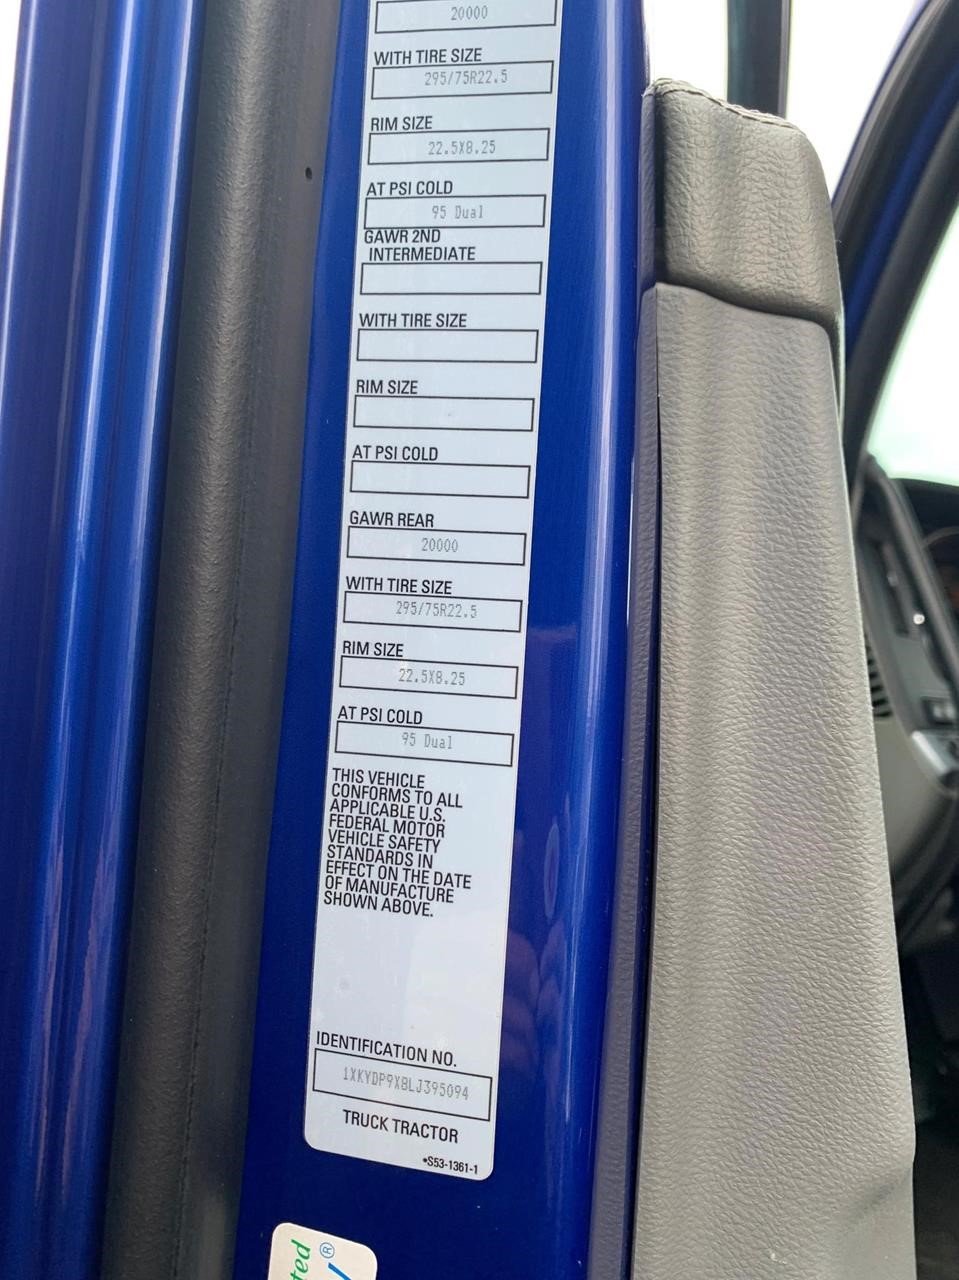 20000
WITH TIRE SIZE
295/75R22.5
RIM SIZE
22.5X8.25
AT PSI COLD
95 Dual
GAWR 2ND
INTERMEDIATE
WITH TIRE SIZE
RIM SIZE
AT PSI COLD
GAWR REAR
20000
WITH TIRE SIZE
295/75R22.5
RIM SIZE
22.5X8.25
AT PSI COLD
95 Dual
THIS VEHICLE
CONFORMS TO ALL
APPLICABLE U.S.
FEDERAL MOTOR
VEHICLE SAFETY
STANDARDS IN
EFFECT ON THE DATE
OF MANUFACTURE
SHOWN ABOVE.
IDENTIFICATION NO.
1XKYDP9X8LJ395094
TRUCK TRACTOR
*S53-1361-1
ted
®